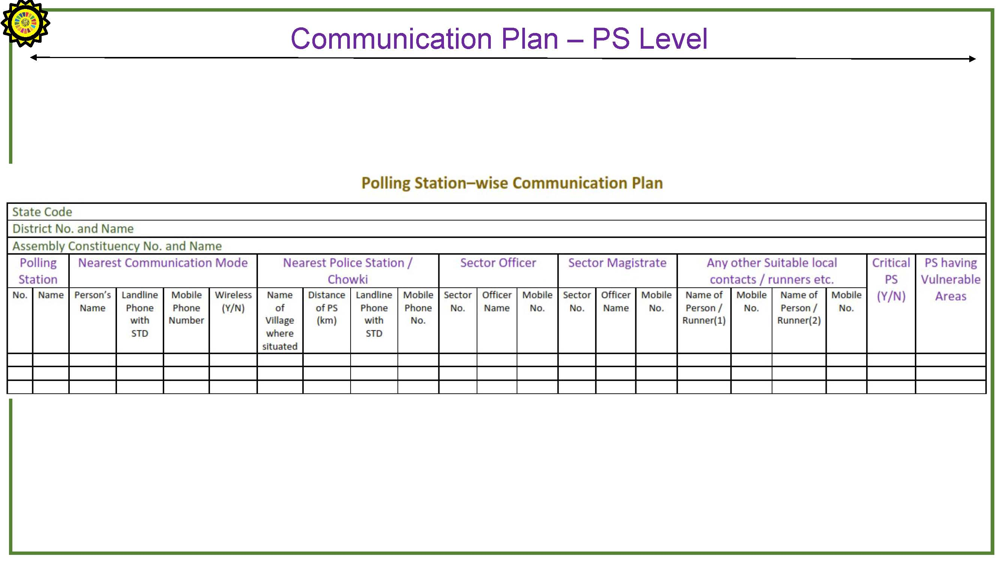 Communication Plan – PS Level
Polling Station–wise Communication Plan
State Code
District No. and Name
Assembly Constituency No. and Name
Polling
Station
Nearest Communication Mode
Nearest Police Station /
Chowki
Sector Officer
Sector Magistrate
Any other Suitable local
contacts / runners etc.
Critical
PS
(Y/N)
PS having
Vulnerable
Areas
No.
Name
Person's
Name
Landline
Phone
with
STD
Mobile
Phone
Number
Wireless
(Y/N)
Name
of
Village
where
situated
Distance
of PS
(km)
Landline
Phone
with
STD
Mobile
Phone
No.
Sector
No.
Officer
Name
Mobile
No.
Sector
No.
Officer
Name
Mobile
No.
Name of
Person /
Runner(1)
Mobile
No.
Name of
Person /
Runner(2)
Mobile
No.